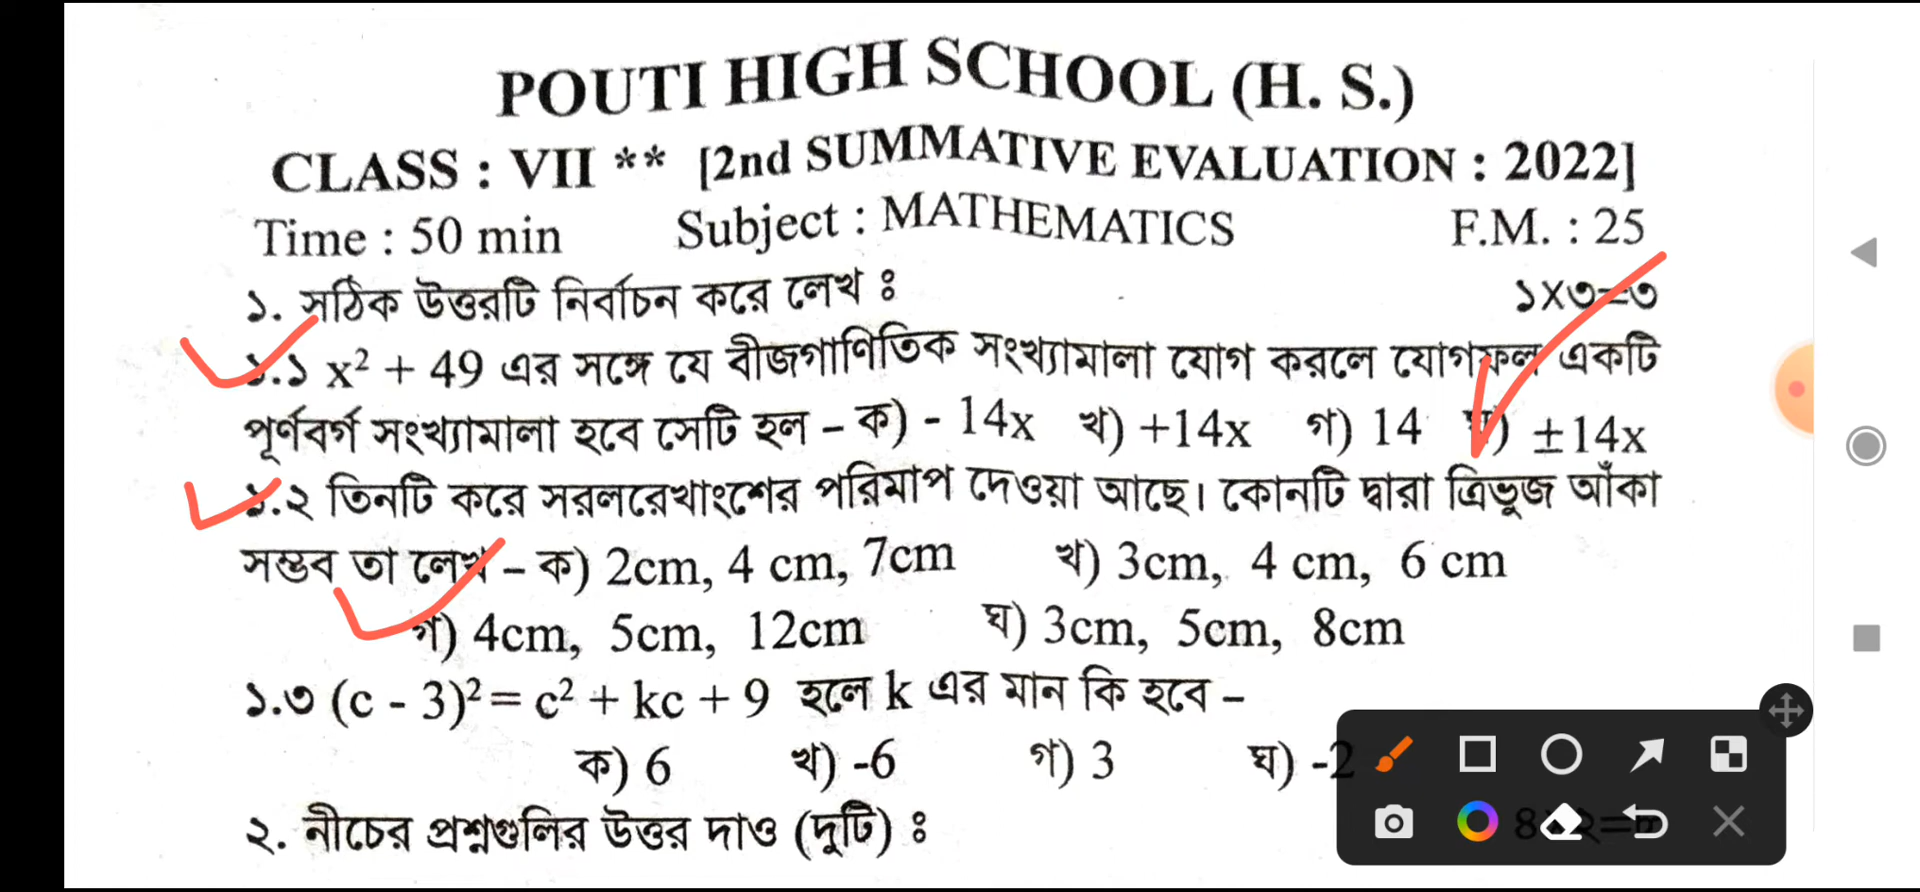 POUTI HIGH SCHOOL (H. S.)
CLASS : VII ** [2nd SUMMATIVE EVALUATION : 2022]
Time : 50 min Subject : MATHEMATICS F.M. : 25
১. সঠিক উত্তরটি নির্বাচন করে লেখ ঃ ১X৩=৩
১.১ x² + 49 এর সঙ্গে যে বীজগাণিতিক সংখ্যামালা যোগ করলে যোগফল একটি
পূর্ণবর্গ সংখ্যামালা হবে সেটি হল – ক) - 14x খ) +14x গ) 14 ঘ) ±14x
১.২ তিনটি করে সরলরেখাংশের পরিমাপ দেওয়া আছে। কোনটি দ্বারা ত্রিভুজ আঁকা
সম্ভব তা লেখ – ক) 2cm, 4 cm, 7cm খ) 3cm, 4 cm, 6 cm
গ) 4cm, 5cm, 12cm ঘ) 3cm, 5cm, 8cm
১.৩ (c - 3)² = c² + kc + 9 হলে k এর মান কি হবে –
ক) 6 খ) -6 গ) 3 ঘ) -2
২. নীচের প্রশ্নগুলির উত্তর দাও (দুটি) ঃ